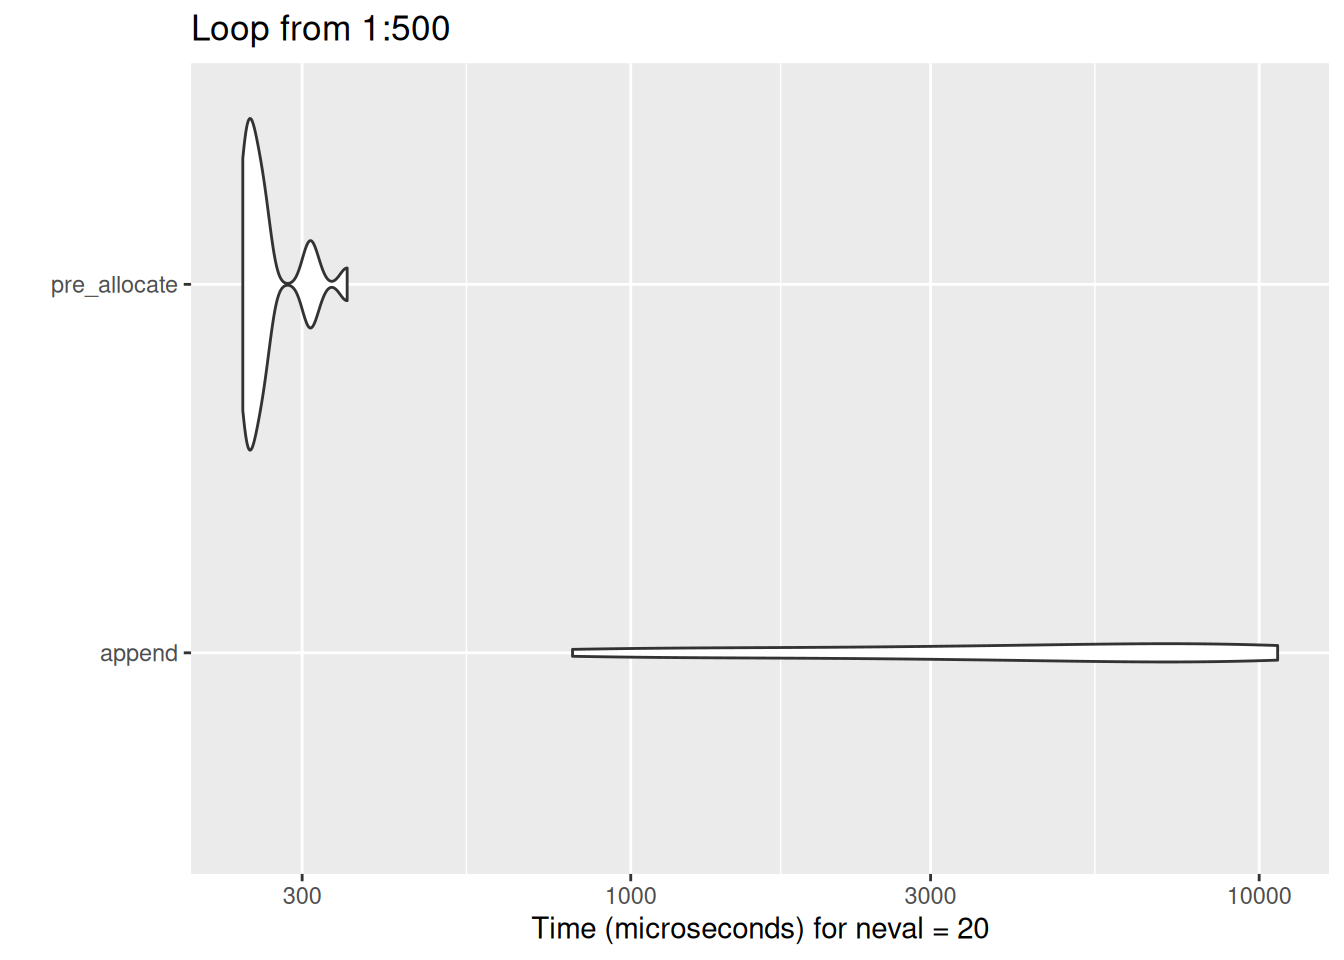 Loop from 1:500
pre_allocate
append
300 1000 3000 10000
Time (microseconds) for neval = 20